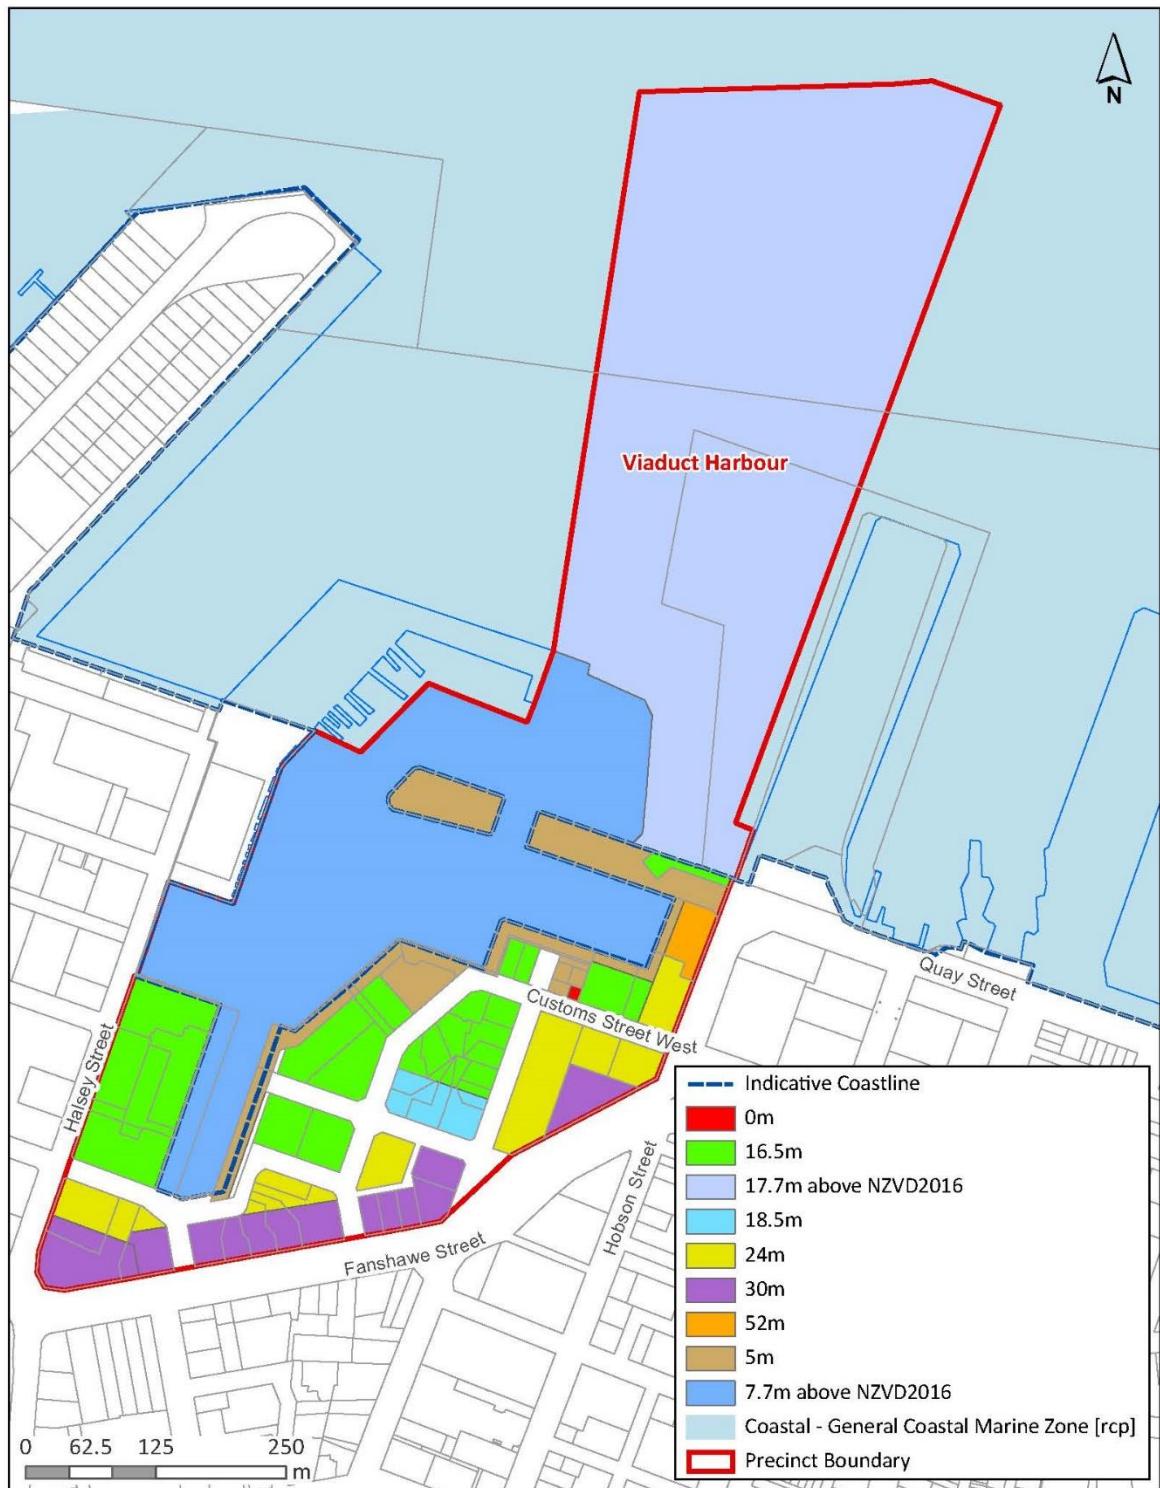 N
Viaduct Harbour
Quay Street
Customs Street West
Halsey Street
Hobson Street
Fanshawe Street
Indicative Coastline
0m
16.5m
17.7m above NZVD2016
18.5m
24m
30m
52m
5m
7.7m above NZVD2016
Coastal - General Coastal Marine Zone [rcp]
Precinct Boundary
0 62.5 125 250
m